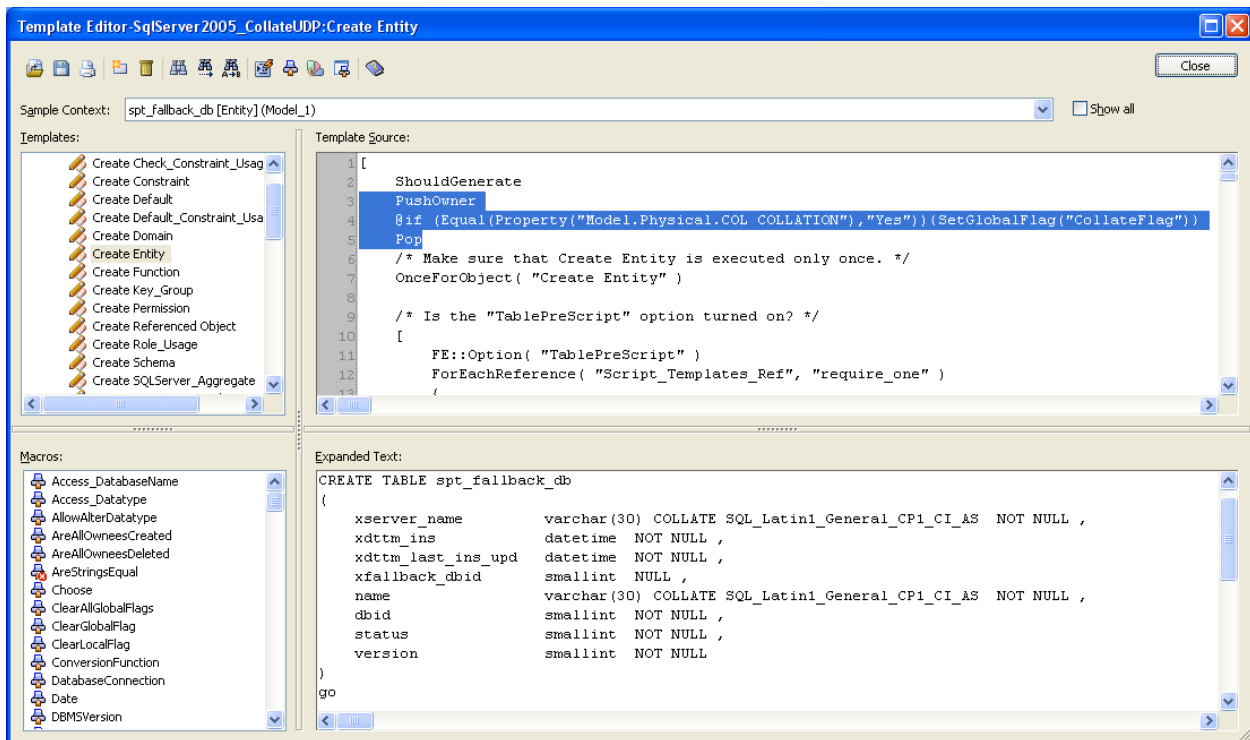 Template Editor-SqlServer2005_CollateUDP:Create Entity
Close
Sample Context: spt_fallback_db [Entity] (Model_1)
Show all
Templates:
Create Check_Constraint_Usag
Create Constraint
Create Default
Create Default_Constraint_Usa
Create Domain
Create Entity
Create Function
Create Key_Group
Create Permission
Create Referenced Object
Create Role_Usage
Create Schema
Create SQLServer_Aggregate
Template Source:
1 [
2 ShouldGenerate
3 PushOwner
4 @if (Equal(Property("Model.Physical.COL COLLATION"),"Yes")){SetGlobalFlag("CollateFlag")}
5 Pop
6 /* Make sure that Create Entity is executed only once. */
7 OnceForObject( "Create Entity" )
8
9 /* Is the "TablePreScript" option turned on? */
10 [
11 FE::Option( "TablePreScript" )
12 ForEachReference( "Script_Templates_Ref", "require_one" )
13 {
Macros:
Access_DatabaseName
Access_Datatype
AllowAlterDatatype
AreAllOwneesCreated
AreAllOwneesDeleted
AreStringsEqual
Choose
ClearAllGlobalFlags
ClearGlobalFlag
ClearLocalFlag
ConversionFunction
DatabaseConnection
Date
DBMSVersion
Expanded Text:
CREATE TABLE spt_fallback_db
(
xserver_name varchar(30) COLLATE SQL_Latin1_General_CP1_CI_AS NOT NULL ,
xdttm_ins datetime NOT NULL ,
xdttm_last_ins_upd datetime NOT NULL ,
xfallback_dbid smallint NULL ,
name varchar(30) COLLATE SQL_Latin1_General_CP1_CI_AS NOT NULL ,
dbid smallint NOT NULL ,
status smallint NOT NULL ,
version smallint NOT NULL
)
go